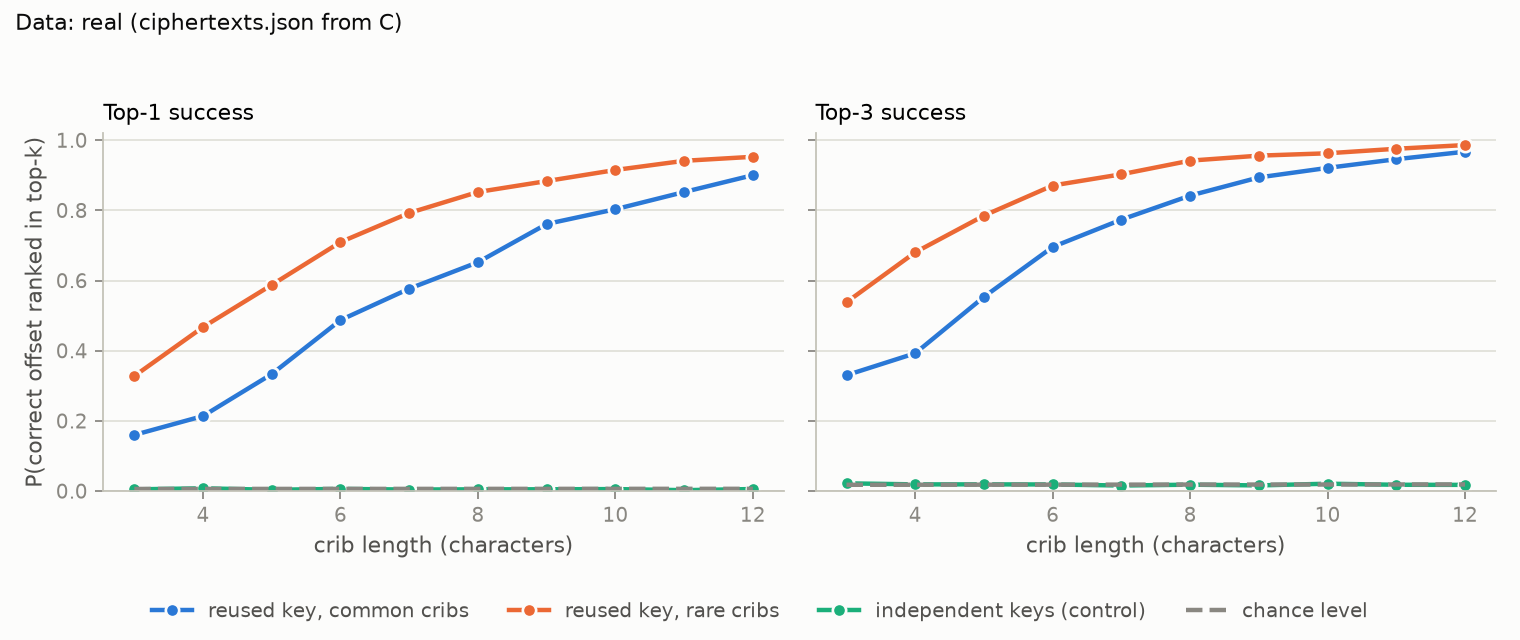 Data: real (ciphertexts.json from C)
Top-1 success
Top-3 success
P(correct offset ranked in top-k)
1.0
0.8
0.6
0.4
0.2
0.0
4 6 8 10 12
4 6 8 10 12
crib length (characters)
crib length (characters)
reused key, common cribs
reused key, rare cribs
independent keys (control)
chance level